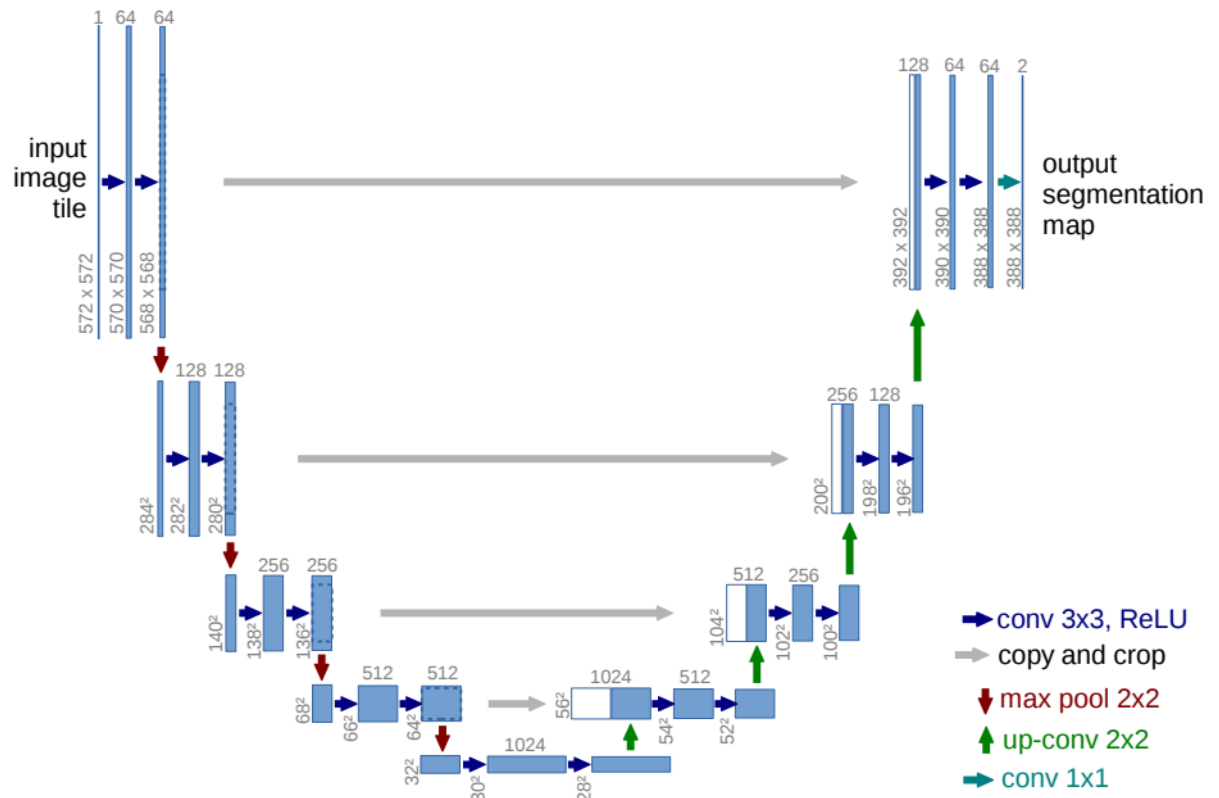 1 64 64
128 64 64 2
input
image
tile
output
segmentation
map
572 x 572
570 x 570
568 x 568
392 x 392
390 x 390
388 x 388
388 x 388
128 128
256 128
284²
282²
280²
200²
198²
196²
256 256
512 256
140²
138²
136²
104²
102²
100²
512 512
1024 512
68²
66²
64²
56²
54²
52²
1024
32²
30²
28²
conv 3x3, ReLU
copy and crop
max pool 2x2
up-conv 2x2
conv 1x1